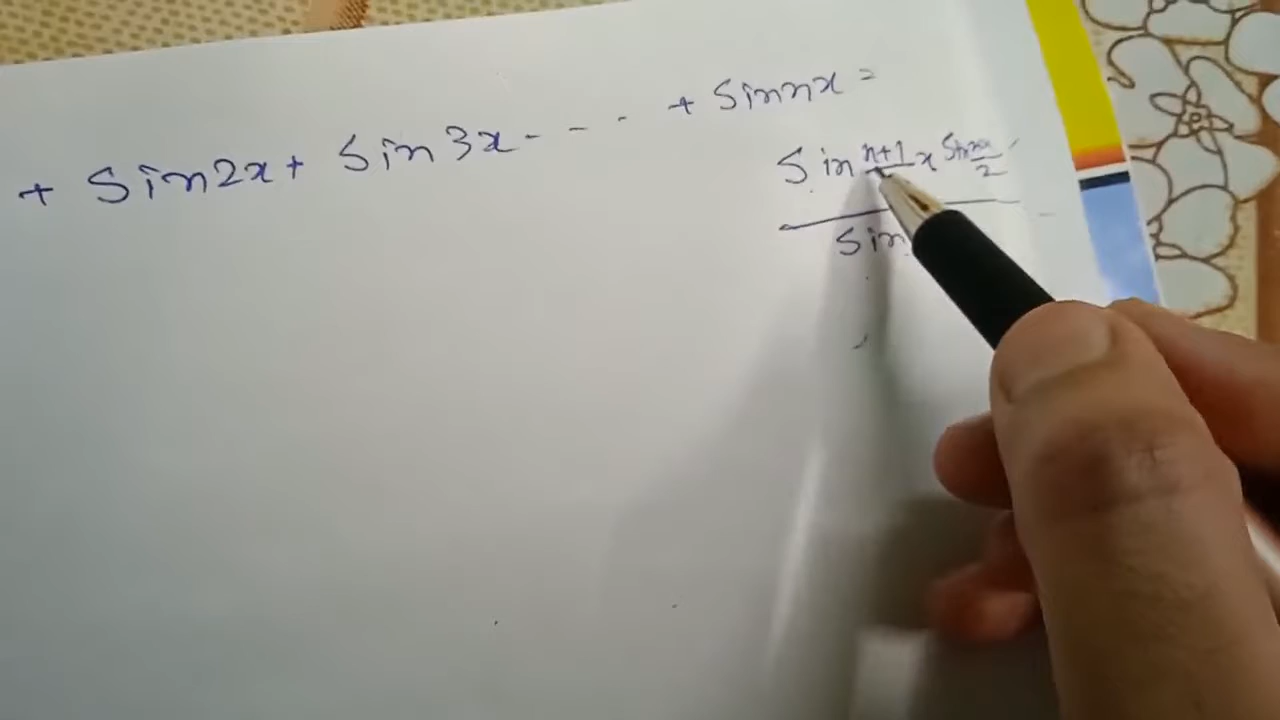 + Sin2x + Sin3x - - - . + Sinnx =
Sin n+1/2 x Sin nx/2
Sin